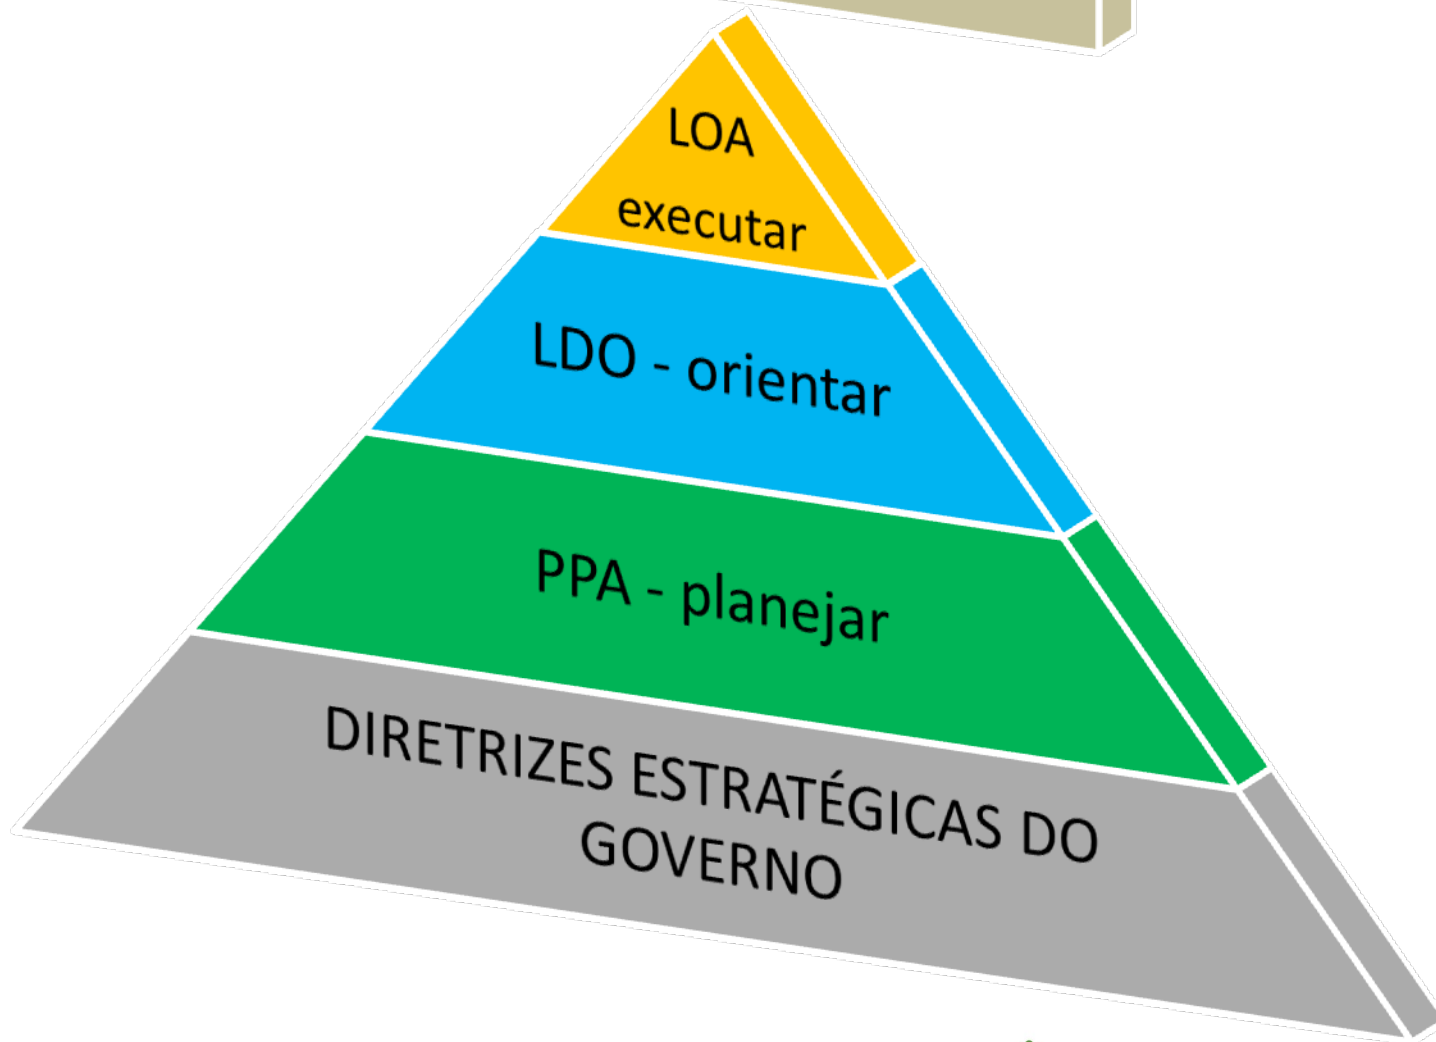 LOA
executar
LDO - orientar
PPA - planejar
DIRETRIZES ESTRATÉGICAS DO
GOVERNO